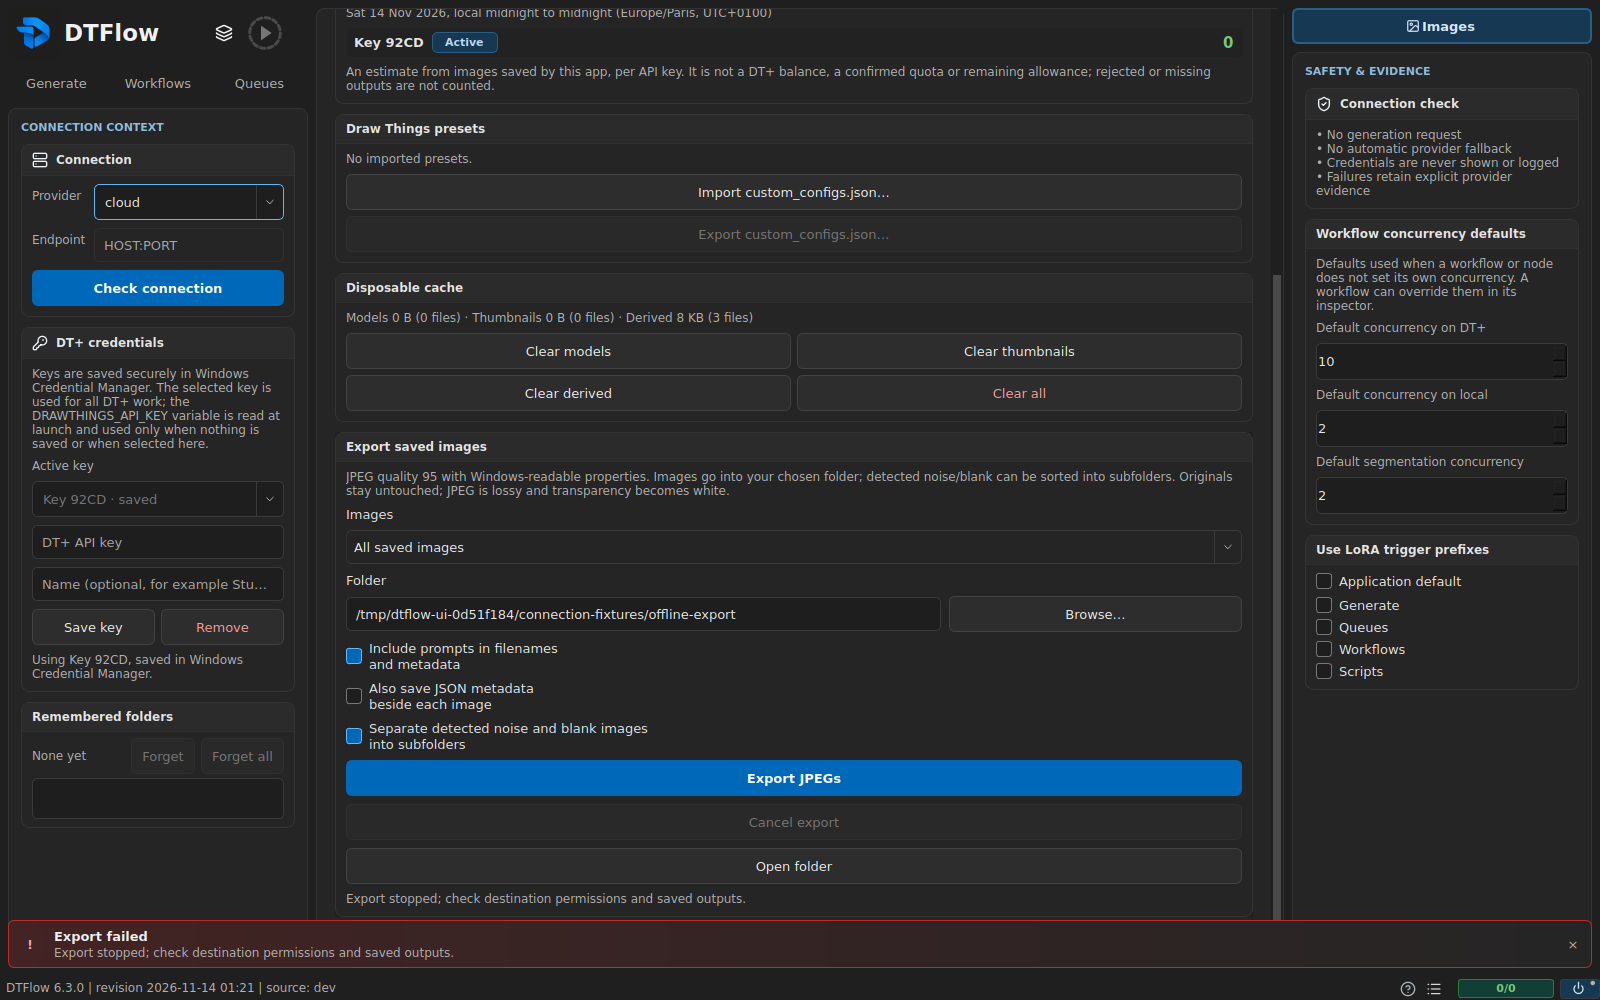 DTFlow
Generate Workflows Queues
CONNECTION CONTEXT
Connection
Provider cloud
Endpoint HOST:PORT
Check connection
DT+ credentials
Keys are saved securely in Windows
Credential Manager. The selected key is
used for all DT+ work; the
DRAWTHINGS_API_KEY variable is read at
launch and used only when nothing is
saved or when selected here.
Active key
Key 92CD · saved
DT+ API key
Name (optional, for example Stu…
Save key Remove
Using Key 92CD, saved in Windows
Credential Manager.
Remembered folders
None yet Forget Forget all
Sat 14 Nov 2026, local midnight to midnight (Europe/Paris, UTC+0100)
Key 92CD Active 0
An estimate from images saved by this app, per API key. It is not a DT+ balance, a confirmed quota or remaining allowance; rejected or missing
outputs are not counted.
Draw Things presets
No imported presets.
Import custom_configs.json…
Export custom_configs.json…
Disposable cache
Models 0 B (0 files) · Thumbnails 0 B (0 files) · Derived 8 KB (3 files)
Clear models Clear thumbnails
Clear derived Clear all
Export saved images
JPEG quality 95 with Windows-readable properties. Images go into your chosen folder; detected noise/blank can be sorted into subfolders. Originals
stay untouched; JPEG is lossy and transparency becomes white.
Images
All saved images
Folder
/tmp/dtflow-ui-0d51f184/connection-fixtures/offline-export Browse…
Include prompts in filenames
and metadata
Also save JSON metadata
beside each image
Separate detected noise and blank images
into subfolders
Export JPEGs
Cancel export
Open folder
Export stopped; check destination permissions and saved outputs.
Images
SAFETY & EVIDENCE
Connection check
• No generation request
• No automatic provider fallback
• Credentials are never shown or logged
• Failures retain explicit provider
evidence
Workflow concurrency defaults
Defaults used when a workflow or node
does not set its own concurrency. A
workflow can override them in its
inspector.
Default concurrency on DT+
10
Default concurrency on local
2
Default segmentation concurrency
2
Use LoRA trigger prefixes
Application default
Generate
Queues
Workflows
Scripts
! Export failed ×
Export stopped; check destination permissions and saved outputs.
DTFlow 6.3.0 | revision 2026-11-14 01:21 | source: dev 0/0